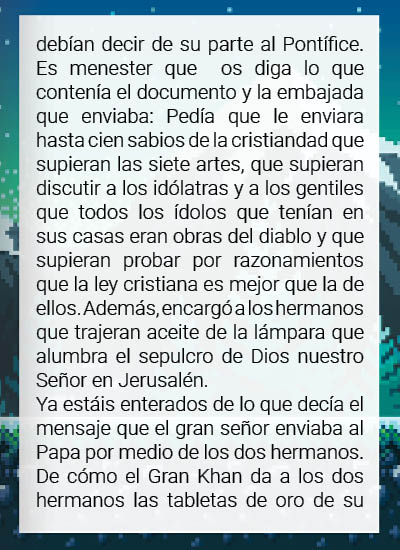 debían decir de su parte al Pontífice.
Es menester que os diga lo que
contenía el documento y la embajada
que enviaba: Pedía que le enviara
hasta cien sabios de la cristiandad que
supieran las siete artes, que supieran
discutir a los idólatras y a los gentiles
que todos los ídolos que tenían en
sus casas eran obras del diablo y que
supieran probar por razonamientos
que la ley cristiana es mejor que la de
ellos. Además, encargó a los hermanos
que trajeran aceite de la lámpara que
alumbra el sepulcro de Dios nuestro
Señor en Jerusalén.
Ya estáis enterados de lo que decía el
mensaje que el gran señor enviaba al
Papa por medio de los dos hermanos.
De cómo el Gran Khan da a los dos
hermanos las tabletas de oro de su